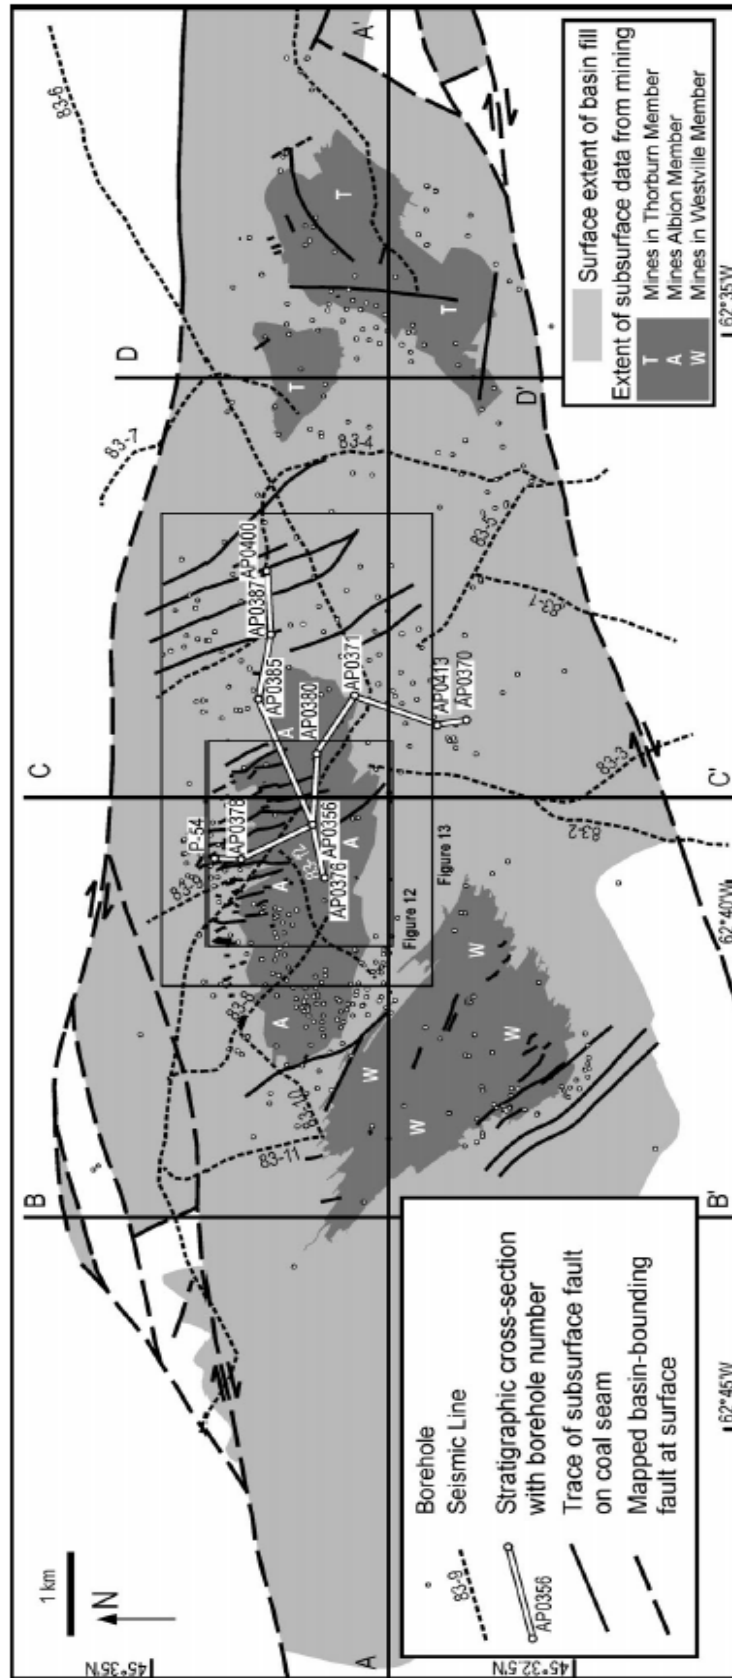 1 km
N
45°35'N
45°32.5'N
62°45'W
62°40'W
62°35'W
A
A'
B
B'
C
C'
D
D'
83-6
83-7
83-4
83-5
83-1
83-3
83-2
83-8
83-9
83-12
83-10
83-11
P-54
AP0378
AP0356
AP0376
AP0380
AP0385
AP0387
AP0400
AP0371
AP0413
AP0370
Figure 12
Figure 13
A
A
A
A
A
W
W
W
W
T
T
T
Borehole
83-9
Seismic Line
AP0356
Stratigraphic cross-section
with borehole number
Trace of subsurface fault
on coal seam
Mapped basin-bounding
fault at surface
Surface extent of basin fill
Extent of subsurface data from mining
T Mines in Thorburn Member
A Mines Albion Member
W Mines in Westville Member